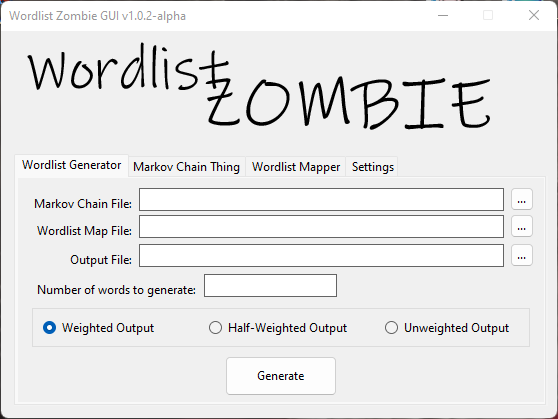 Wordlist Zombie GUI v1.0.2-alpha
Wordlist
ZOMBIE
Wordlist Generator Markov Chain Thing Wordlist Mapper Settings
Markov Chain File: ...
Wordlist Map File: ...
Output File: ...
Number of words to generate:
Weighted Output Half-Weighted Output Unweighted Output
Generate